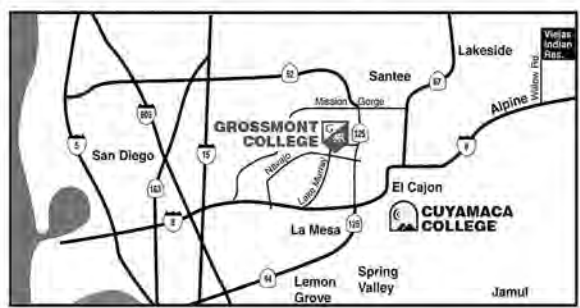 Viejas
Indian
Res.
Lakeside
52
Santee
67
Willow Rd.
Mission Gorge
Alpine
805
GROSSMONT
COLLEGE
G
125
8
5
San Diego
15
Navajo
Lake Murray
163
El Cajon
CUYAMACA
COLLEGE
8
La Mesa
125
94
Lemon
Grove
Spring
Valley
Jamul